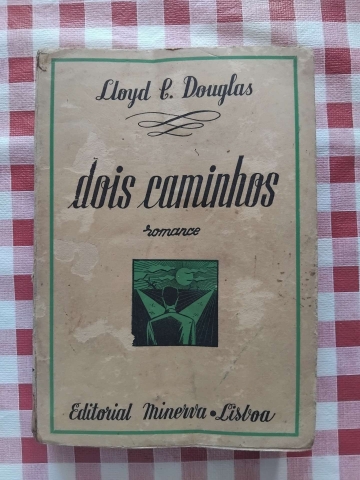 Lloyd C. Douglas
dois caminhos
romance
Editorial Minerva • Lisboa